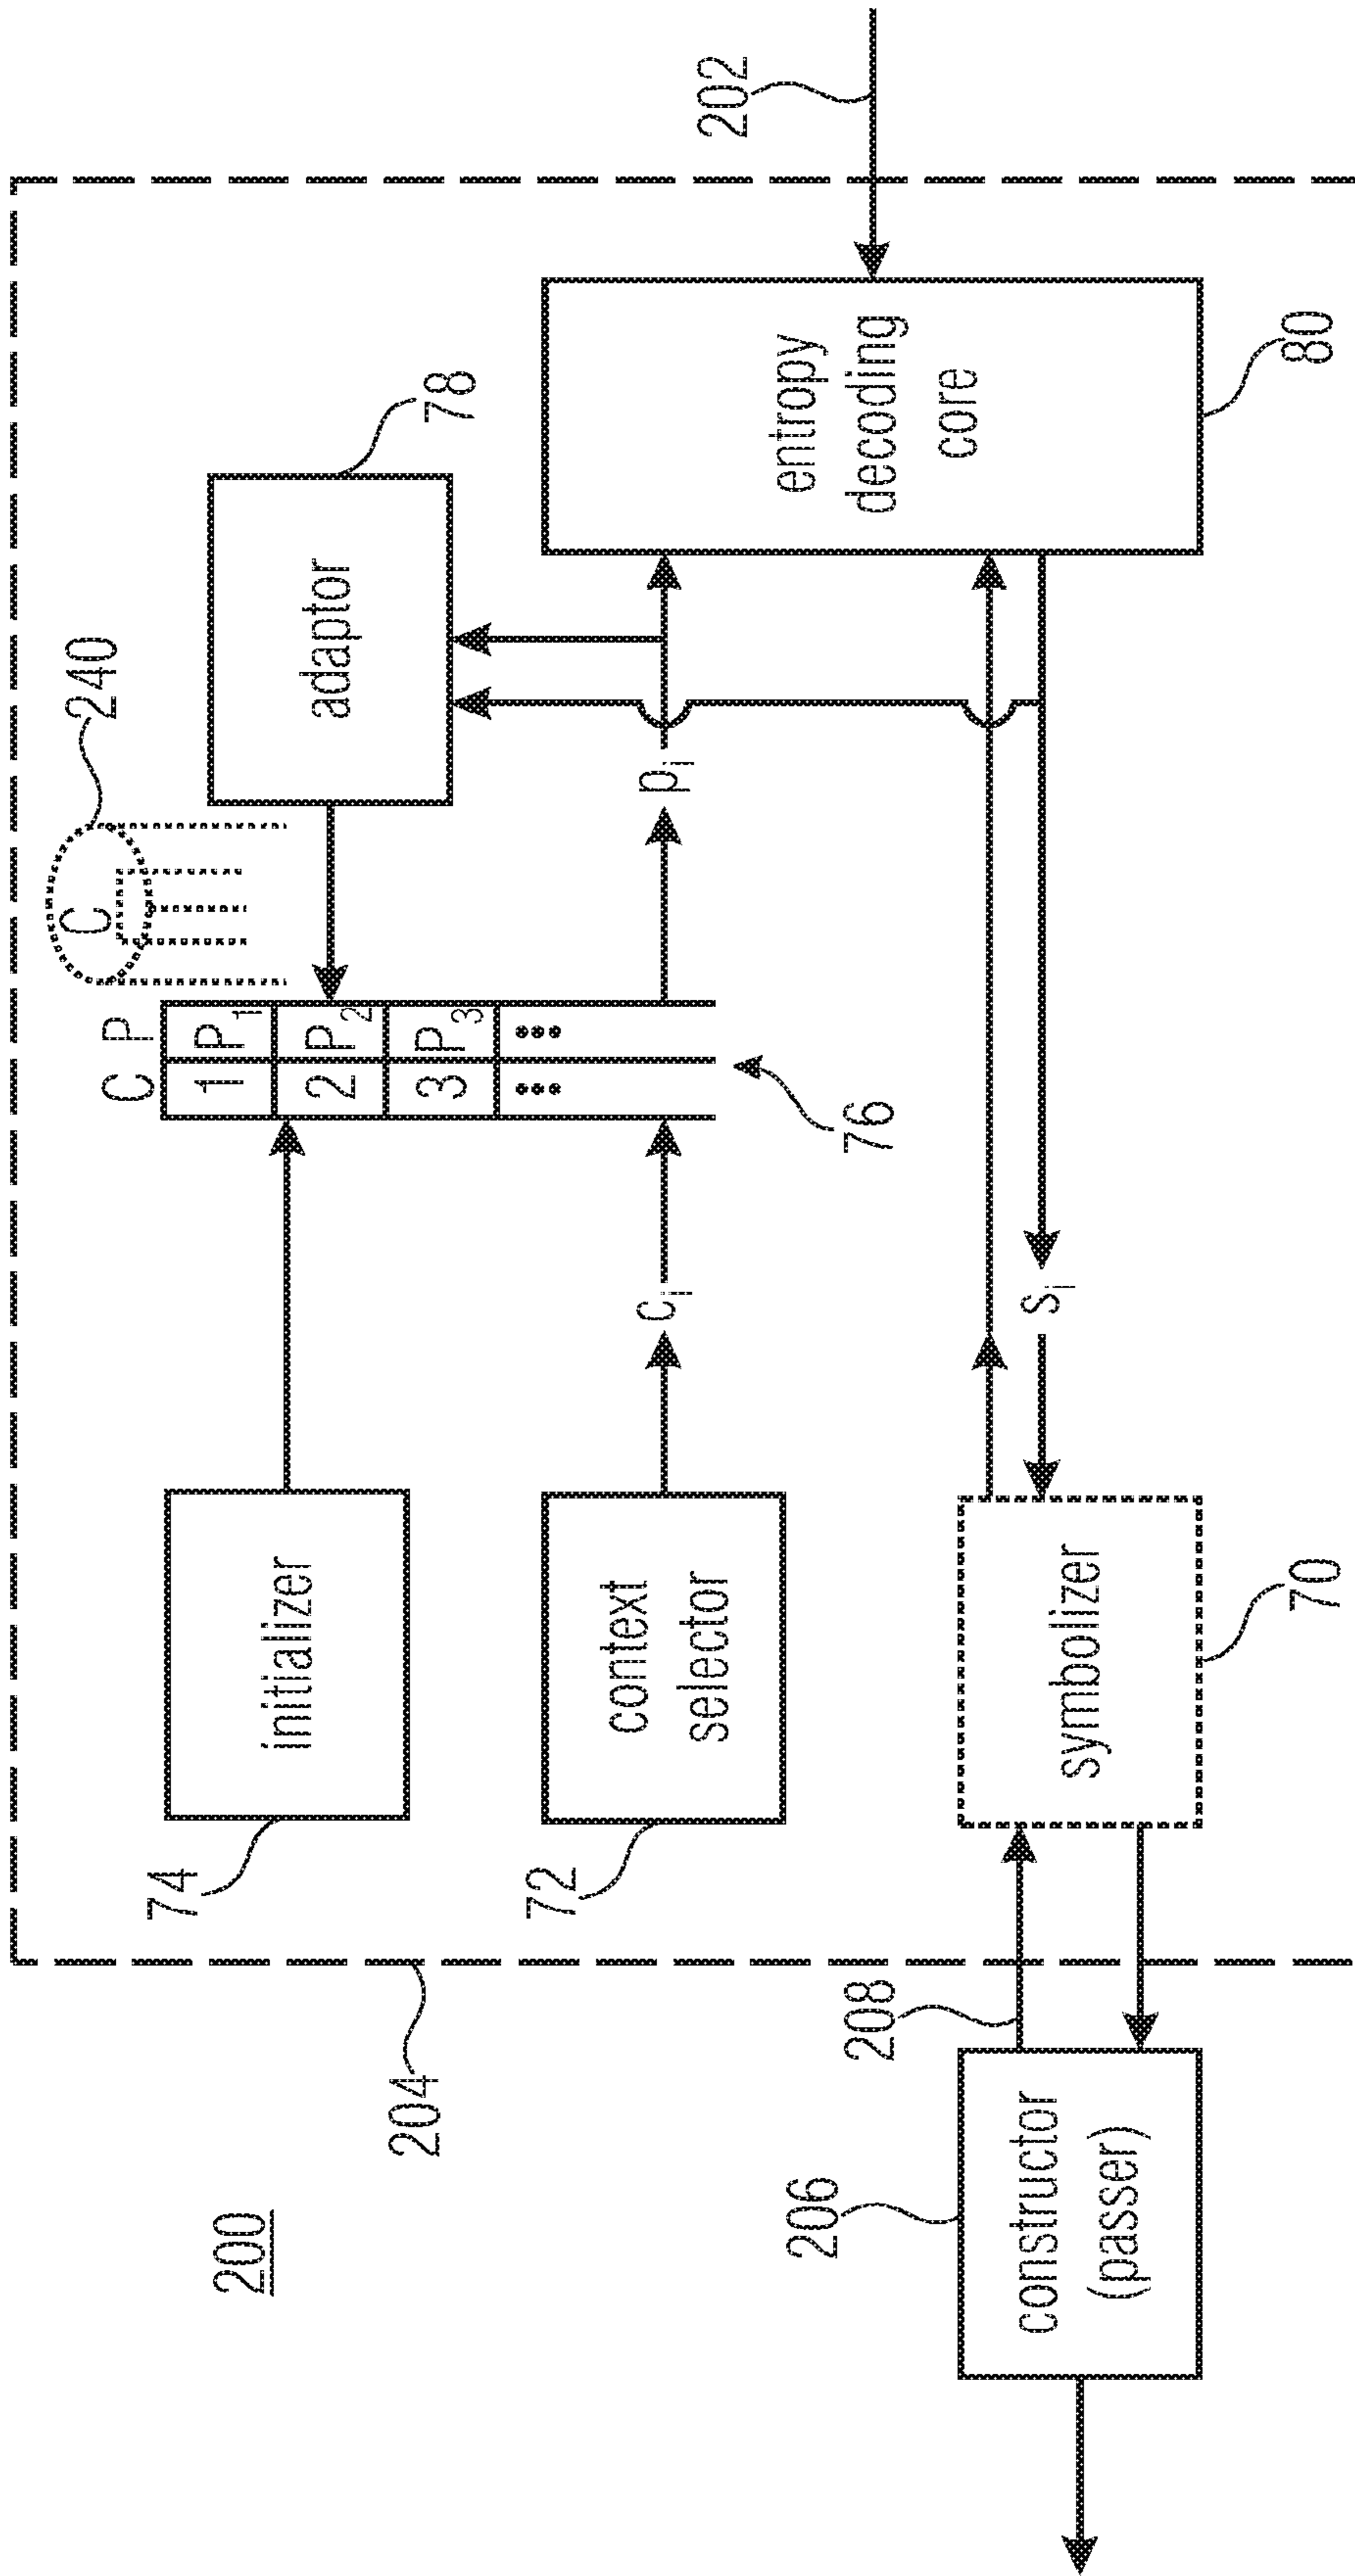 200
204
240
C
C P
1 P1
2 P2
3 P3
... ...
76
74
initializer
adaptor
78
72
context
selector
ci
pi
entropy
decoding
core
80
202
206
constructor
(passer)
208
symbolizer
70
si